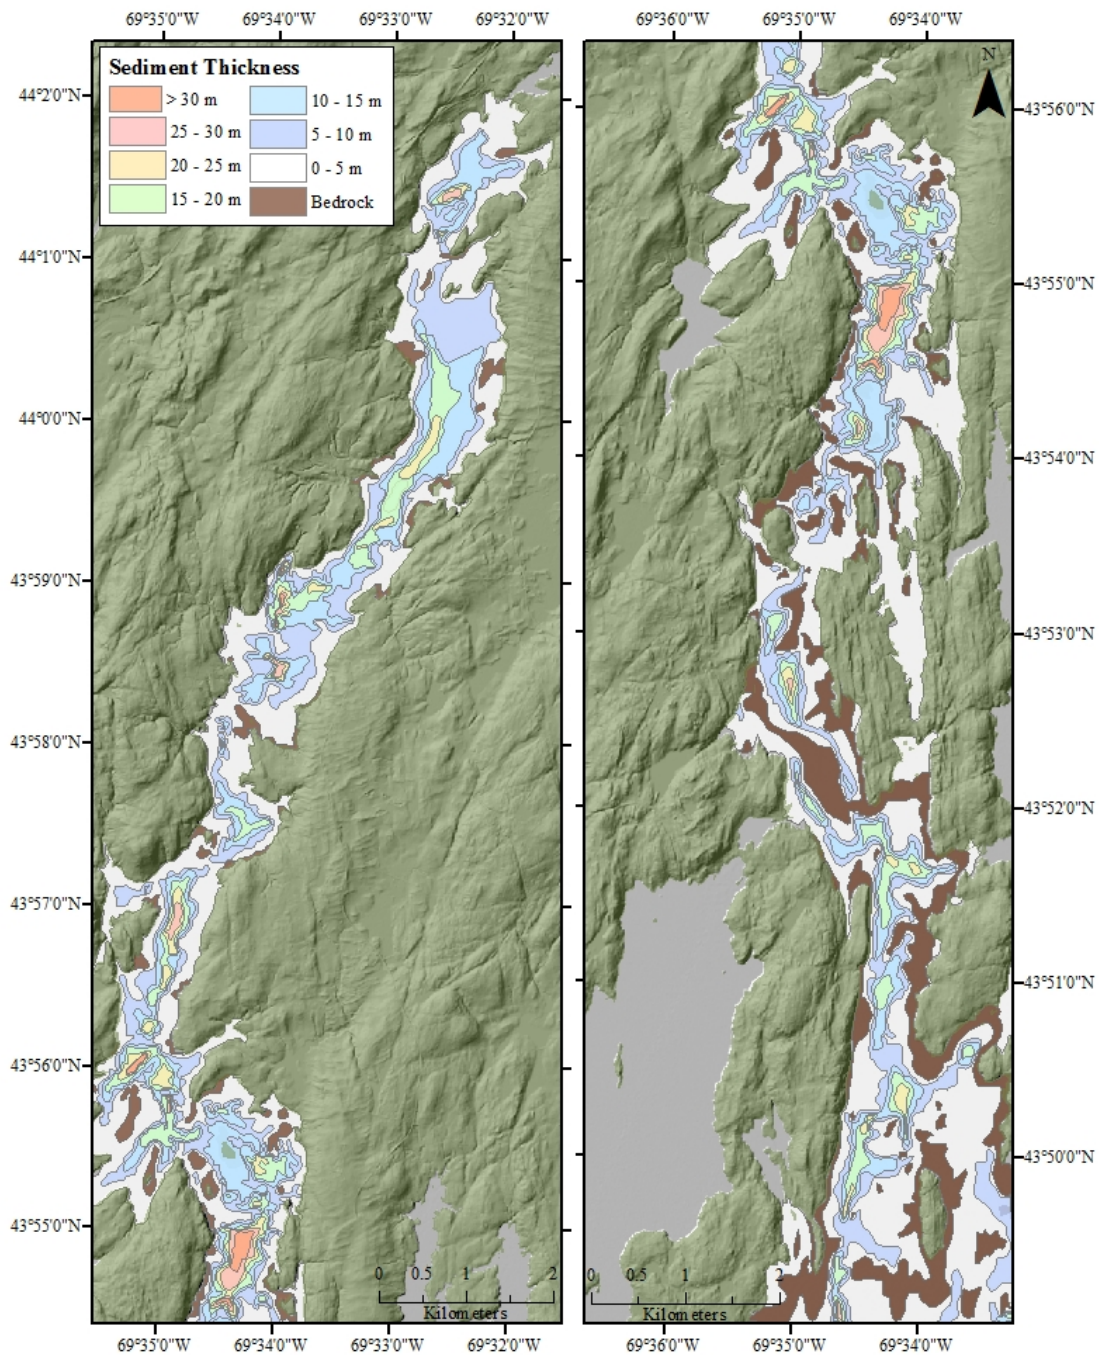 69°35'0"W 69°34'0"W 69°33'0"W 69°32'0"W
69°36'0"W 69°35'0"W 69°34'0"W
Sediment Thickness
> 30 m
25 - 30 m
20 - 25 m
15 - 20 m
10 - 15 m
5 - 10 m
0 - 5 m
Bedrock
N
44°20'0"N
44°10'0"N
44°0'0"N
43°59'0"N
43°58'0"N
43°57'0"N
43°56'0"N
43°55'0"N
43°56'0"N
43°55'0"N
43°54'0"N
43°53'0"N
43°52'0"N
43°51'0"N
43°50'0"N
0 0.5 1 2
Kilometers
0 0.5 1 2
Kilometers
69°35'0"W 69°34'0"W 69°33'0"W 69°32'0"W
69°36'0"W 69°35'0"W 69°34'0"W